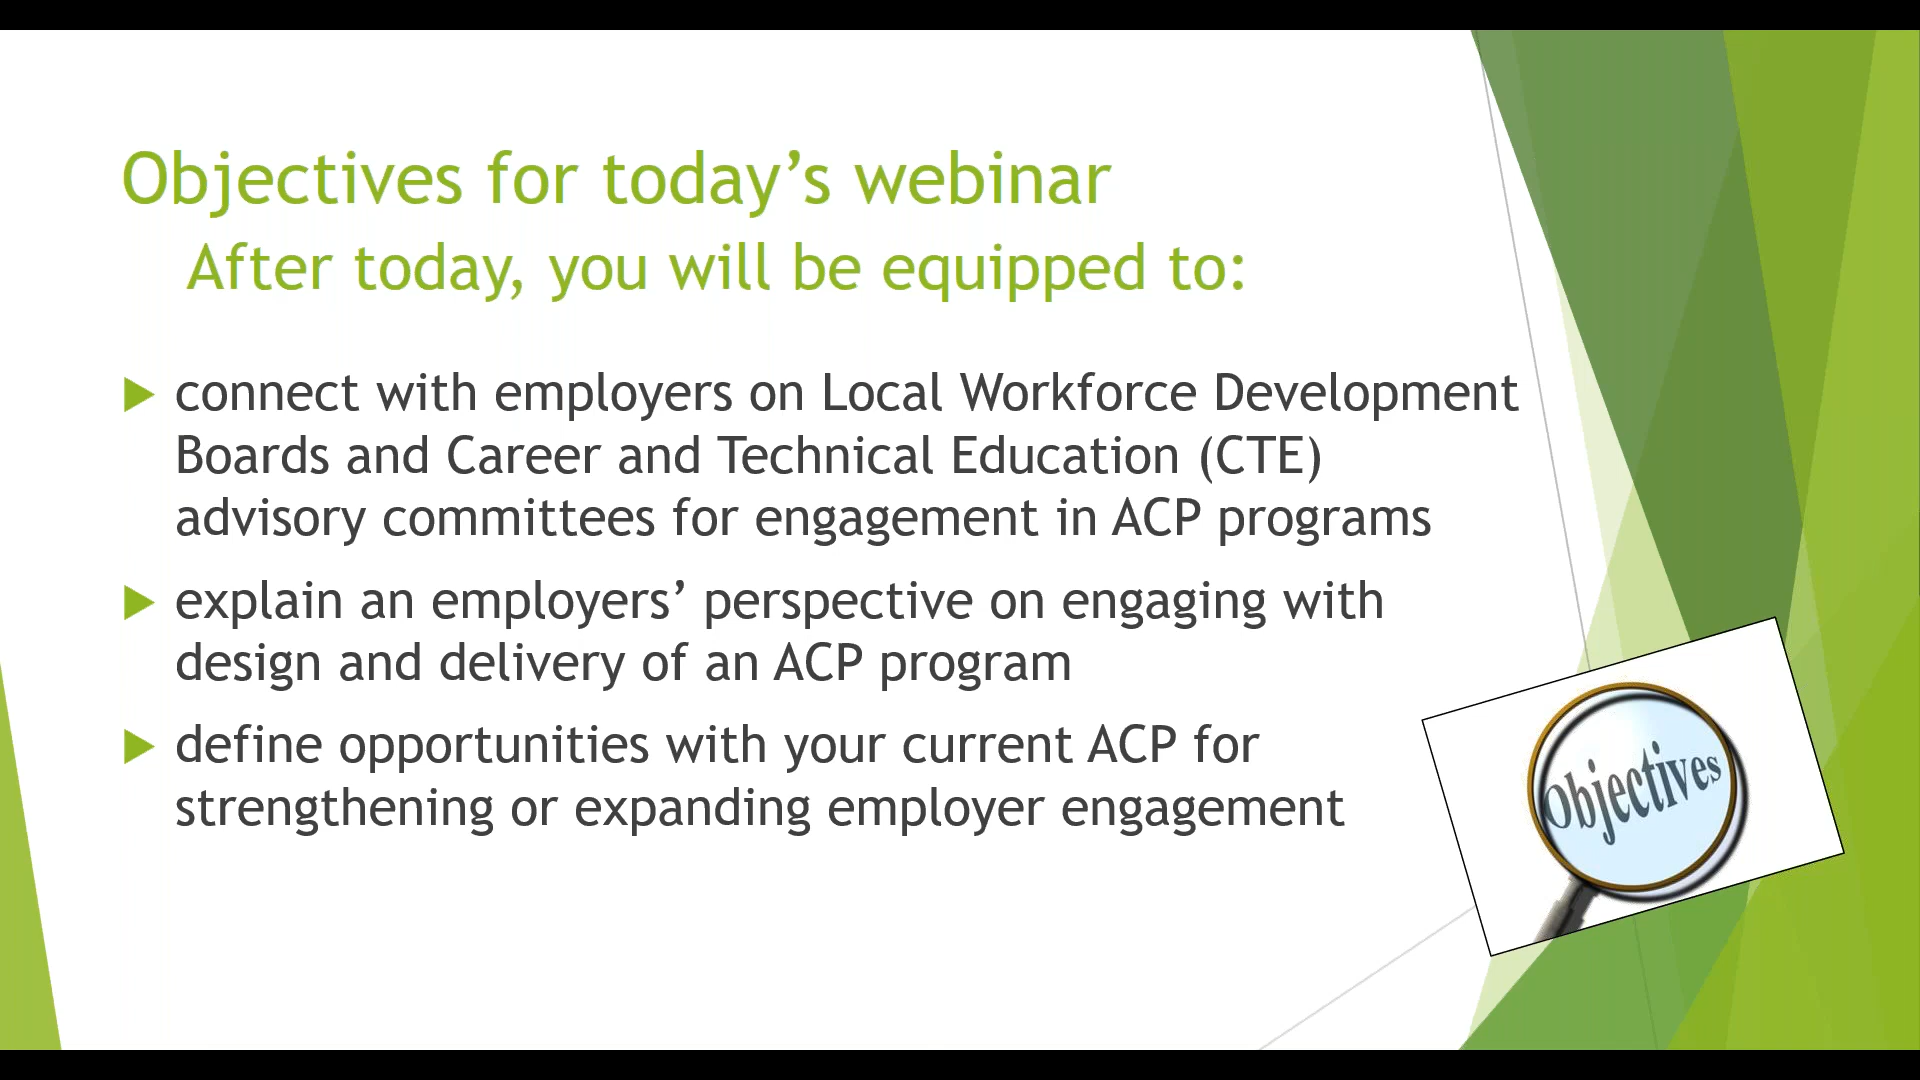 Objectives for today’s webinar
After today, you will be equipped to:
connect with employers on Local Workforce Development
Boards and Career and Technical Education (CTE)
advisory committees for engagement in ACP programs
explain an employers’ perspective on engaging with
design and delivery of an ACP program
define opportunities with your current ACP for
strengthening or expanding employer engagement
Objectives